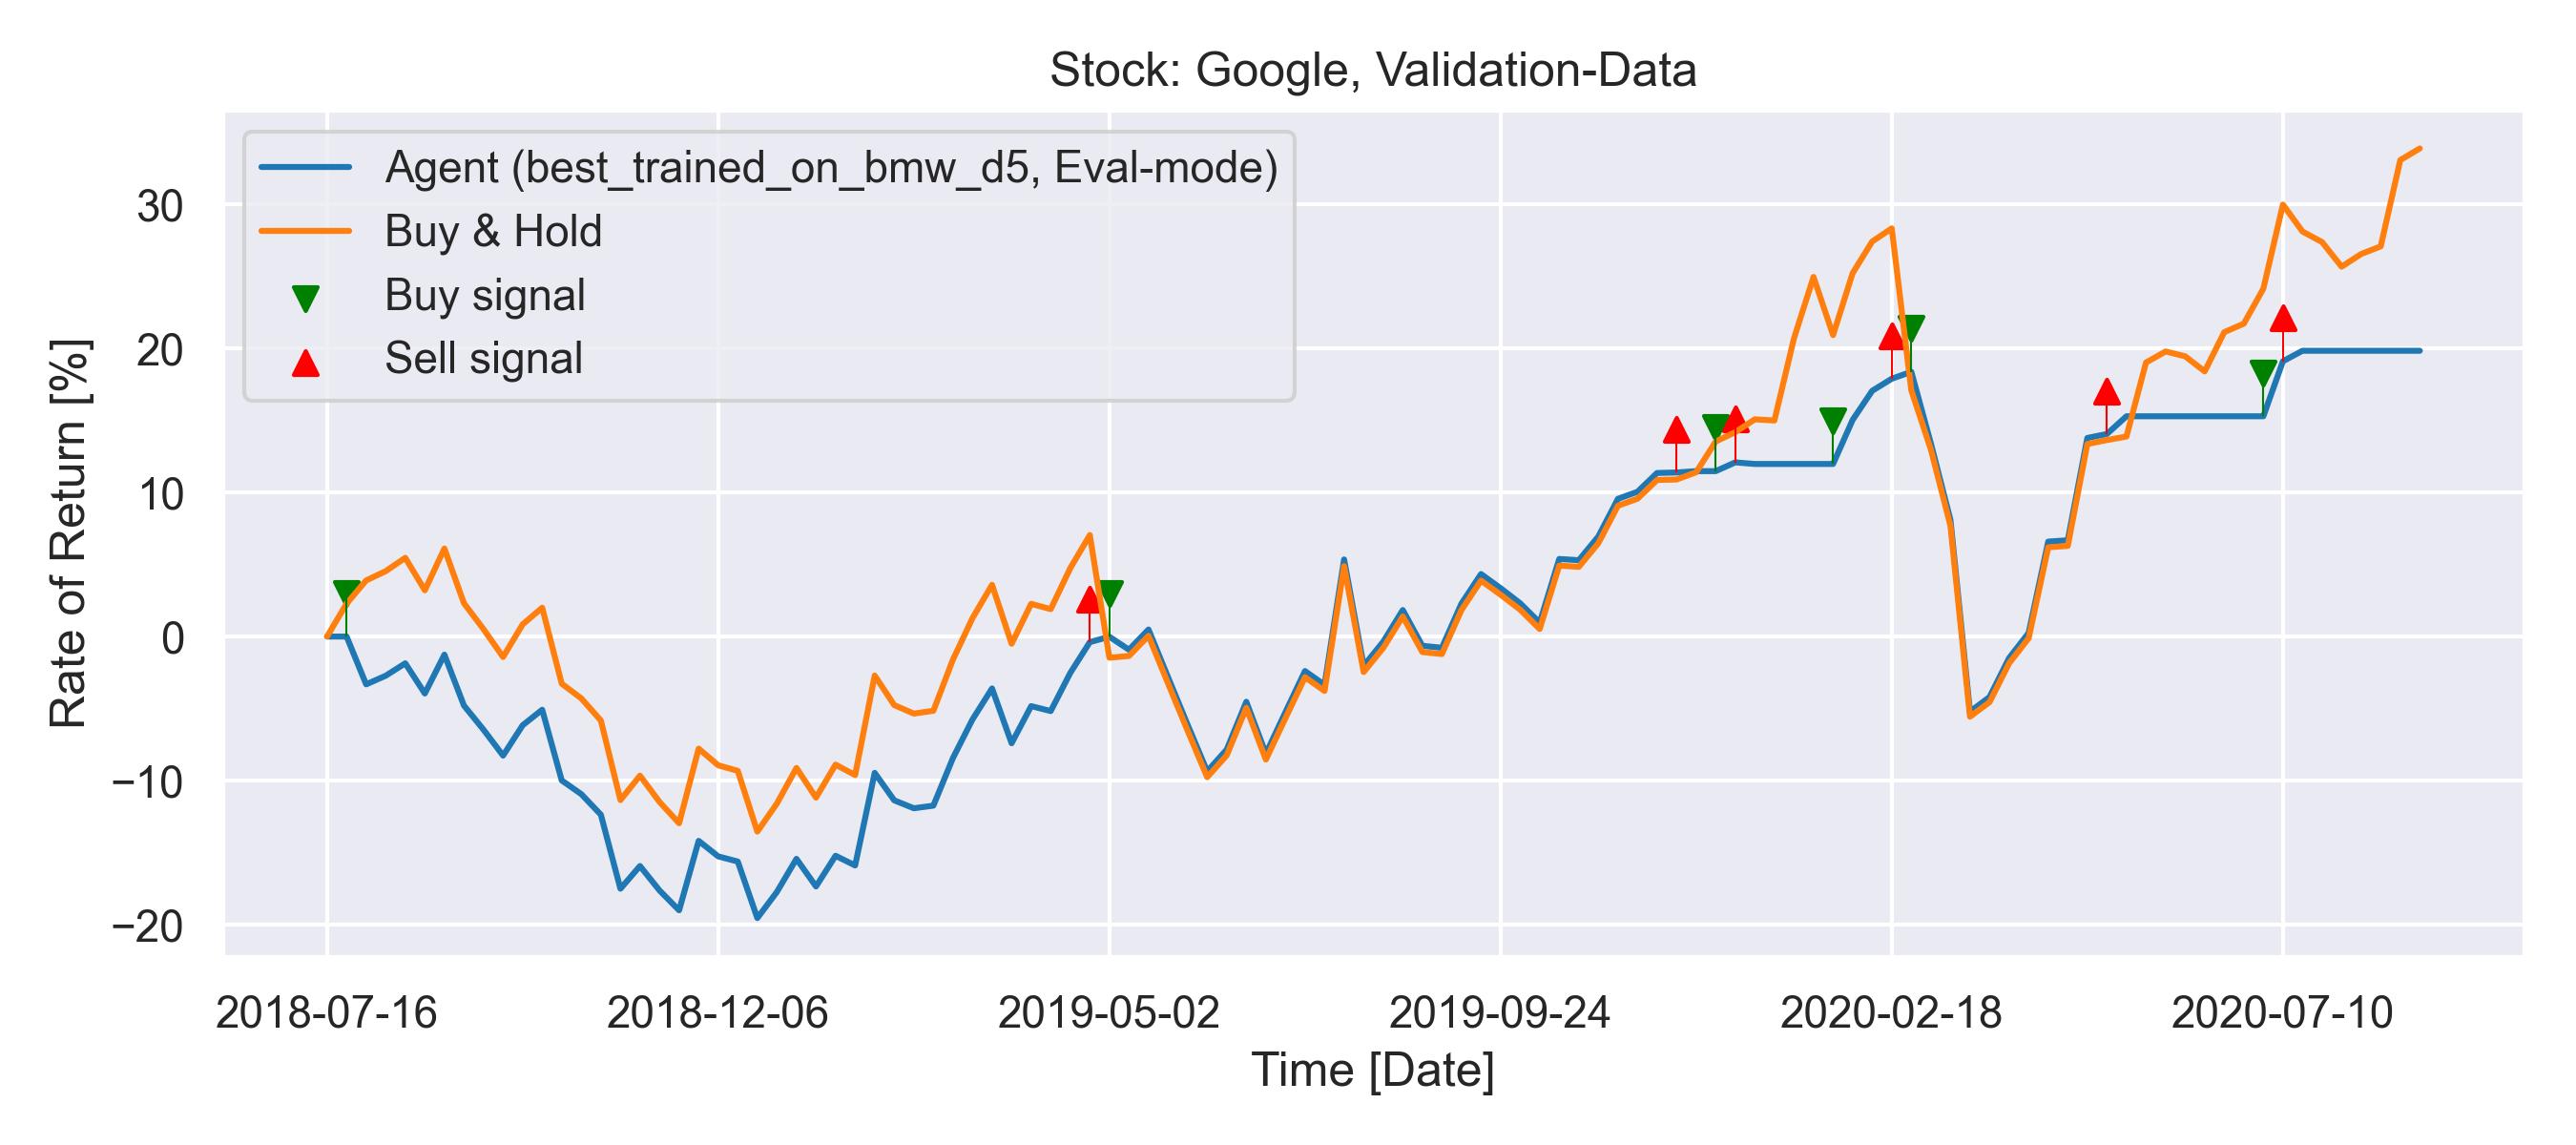 Stock: Google, Validation-Data
Agent (best_trained_on_bmw_d5, Eval-mode)
Buy & Hold
Buy signal
Sell signal
Rate of Return [%]
30
20
10
0
−10
−20
2018-07-16
2018-12-06
2019-05-02
2019-09-24
2020-02-18
2020-07-10
Time [Date]